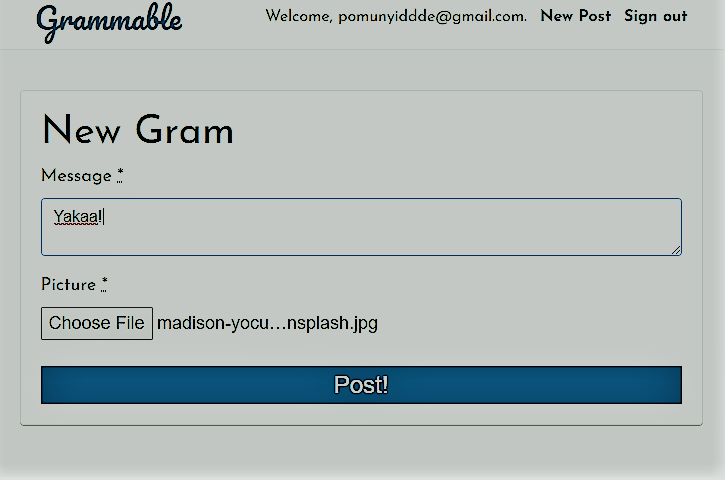 Grammable
Welcome, pomunyiddde@gmail.com. New Post Sign out
New Gram
Message *
Yakaa!
Picture *
Choose File madison-yocu...nsplash.jpg
Post!